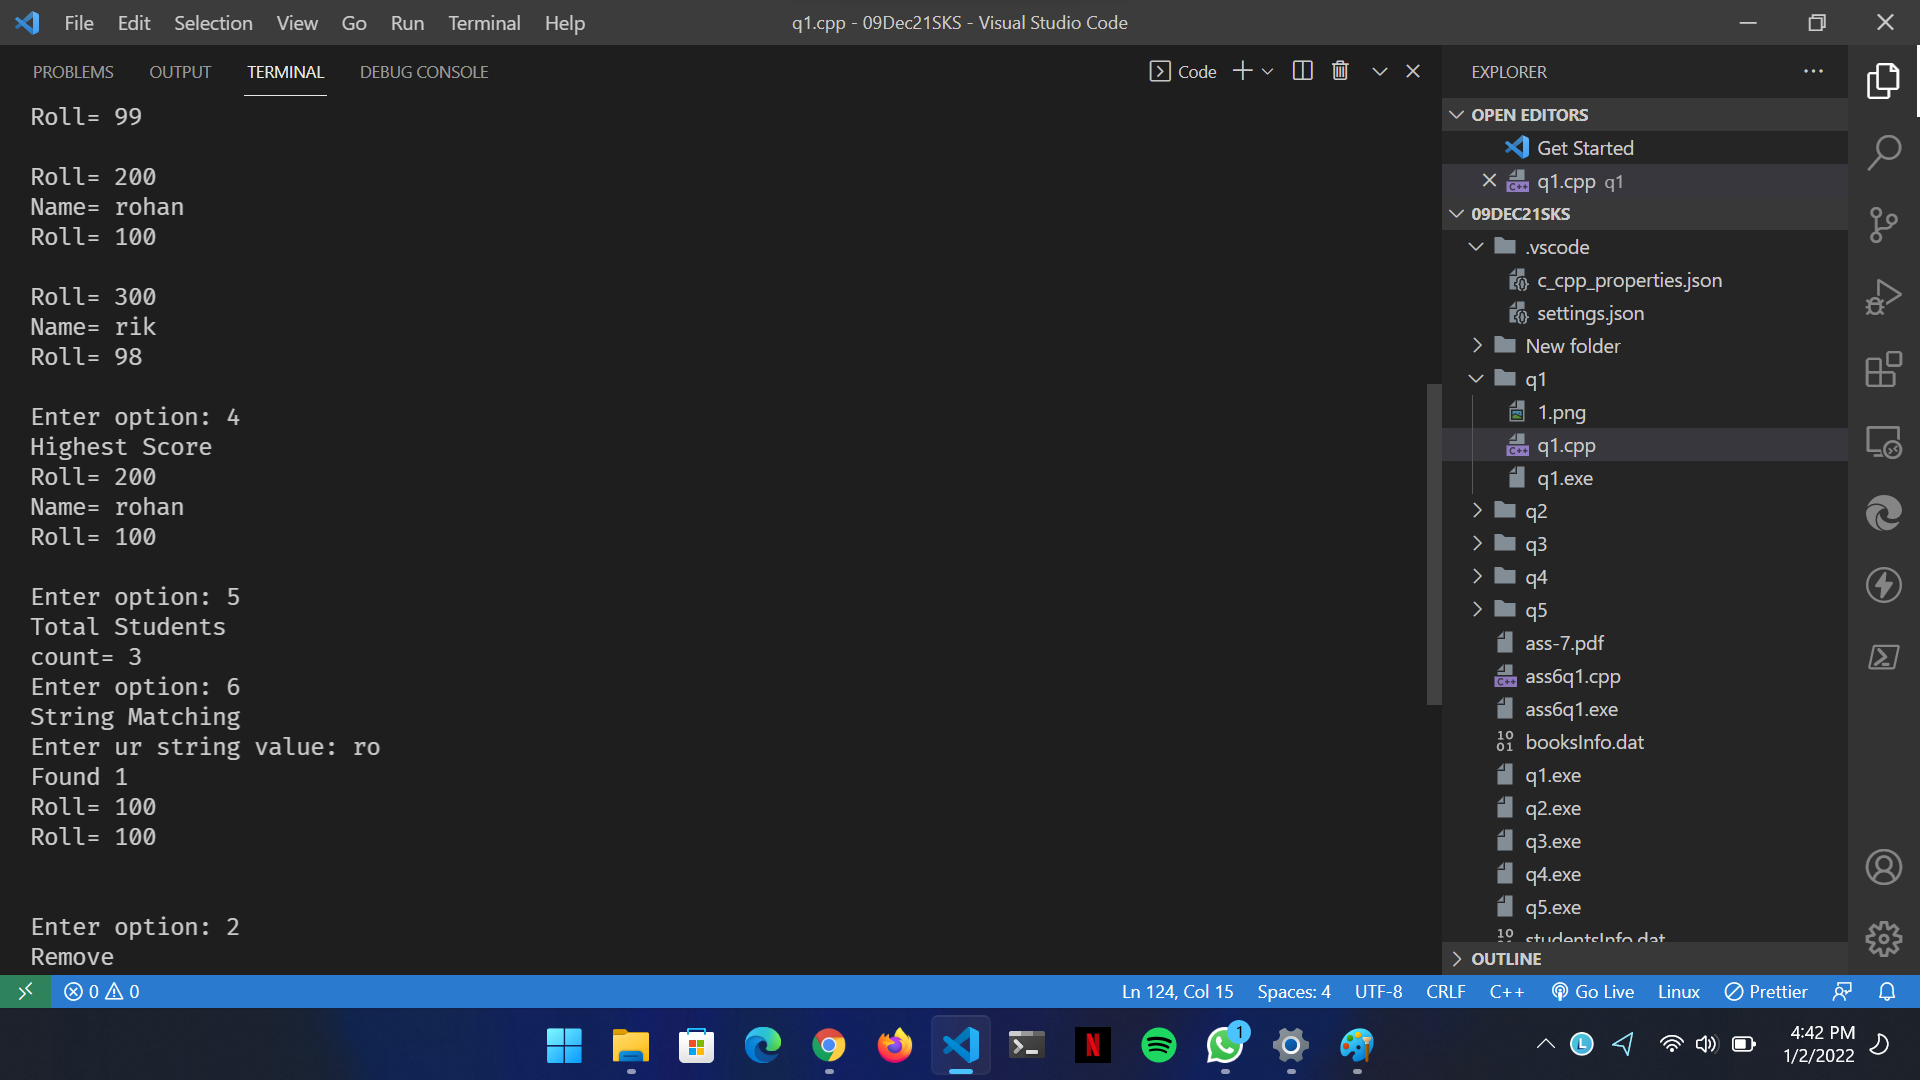 File Edit Selection View Go Run Terminal Help
q1.cpp - 09Dec21SKS - Visual Studio Code
PROBLEMS OUTPUT TERMINAL DEBUG CONSOLE
Code
Roll= 99
Roll= 200
Name= rohan
Roll= 100
Roll= 300
Name= rik
Roll= 98
Enter option: 4
Highest Score
Roll= 200
Name= rohan
Roll= 100
Enter option: 5
Total Students
count= 3
Enter option: 6
String Matching
Enter ur string value: ro
Found 1
Roll= 100
Roll= 100
Enter option: 2
Remove
EXPLORER
OPEN EDITORS
Get Started
q1.cpp q1
09DEC21SKS
.vscode
c_cpp_properties.json
settings.json
New folder
q1
1.png
q1.cpp
q1.exe
q2
q3
q4
q5
ass-7.pdf
ass6q1.cpp
ass6q1.exe
booksInfo.dat
q1.exe
q2.exe
q3.exe
q4.exe
q5.exe
studentsInfo.dat
OUTLINE
0 0
Ln 124, Col 15 Spaces: 4 UTF-8 CRLF C++ Go Live Linux Prettier
1
L
4:42 PM
1/2/2022